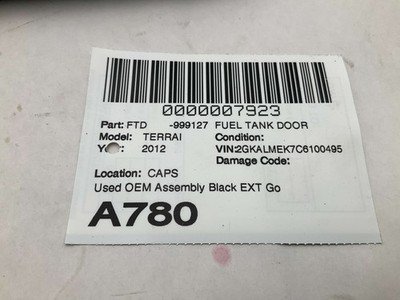 0000007923
Part: FTD -999127 FUEL TANK DOOR
Model: TERRAI Condition:
Year: 2012 VIN:2GKALMEK7C6100495
Damage Code:
Location: CAPS
Used OEM Assembly Black EXT Go
A780